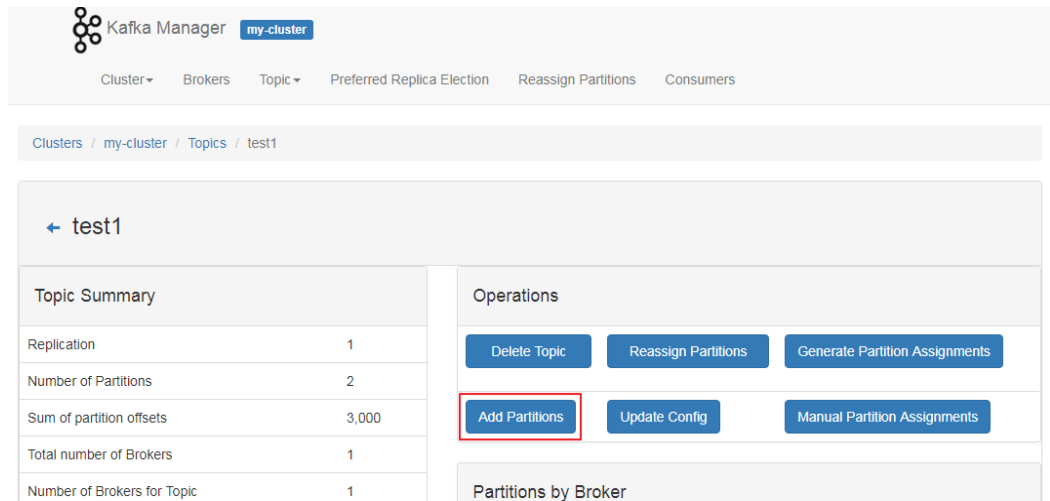 Kafka Manager my-cluster
Cluster Brokers Topic Preferred Replica Election Reassign Partitions Consumers
Clusters / my-cluster / Topics / test1
← test1
Topic Summary
Replication 1
Number of Partitions 2
Sum of partition offsets 3,000
Total number of Brokers 1
Number of Brokers for Topic 1
Operations
Delete Topic Reassign Partitions Generate Partition Assignments
Add Partitions Update Config Manual Partition Assignments
Partitions by Broker